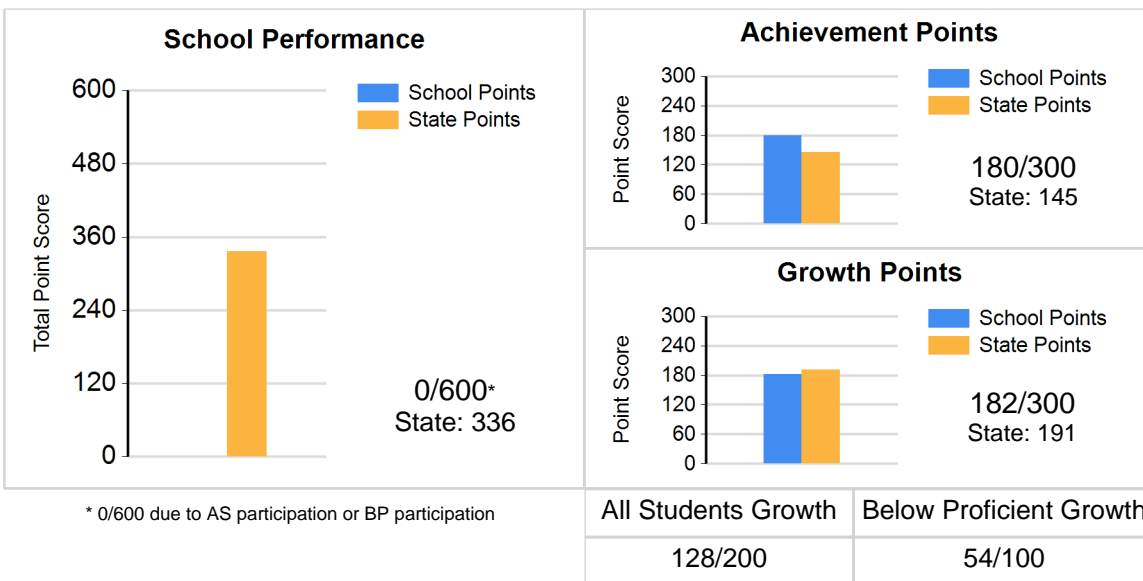 School Performance
600
480
360
240
120
0
Total Point Score
School Points
State Points
0/600*
State: 336
* 0/600 due to AS participation or BP participation
Achievement Points
300
240
180
120
60
0
Point Score
School Points
State Points
180/300
State: 145
Growth Points
300
240
180
120
60
0
Point Score
School Points
State Points
182/300
State: 191
All Students Growth
Below Proficient Growth
128/200
54/100